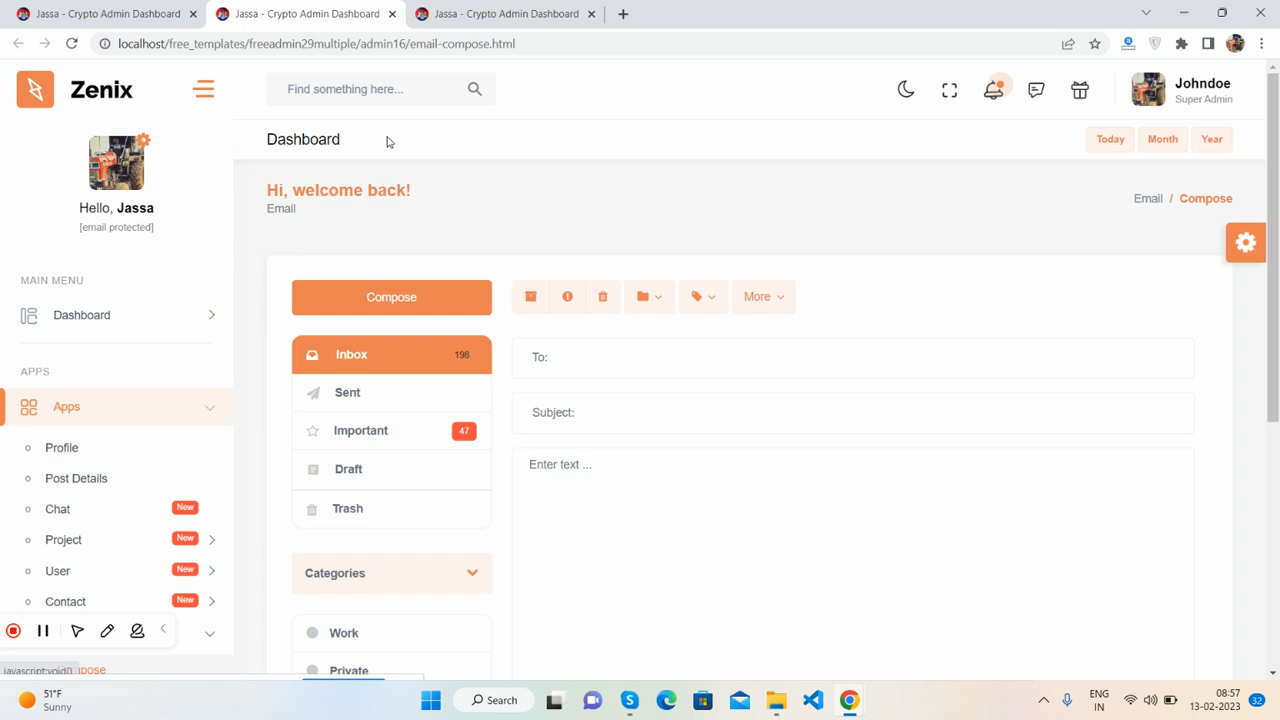 Jassa - Crypto Admin Dashboard
Jassa - Crypto Admin Dashboard
Jassa - Crypto Admin Dashboard
localhost/free_templates/freeadmin29multiple/admin16/email-compose.html
Zenix
Find something here...
Johndoe
Super Admin
Dashboard
Today
Month
Year
Hi, welcome back!
Email
Email / Compose
Hello, Jassa
[email protected]
MAIN MENU
Dashboard
APPS
Apps
Profile
Post Details
Chat New
Project New
User New
Contact New
Compose
More
Inbox 198
Sent
Important 47
Draft
Trash
Categories
Work
Private
To:
Subject:
Enter text ...
javascript:void()
51°F
Sunny
Search
ENG
IN
08:57
13-02-2023
32